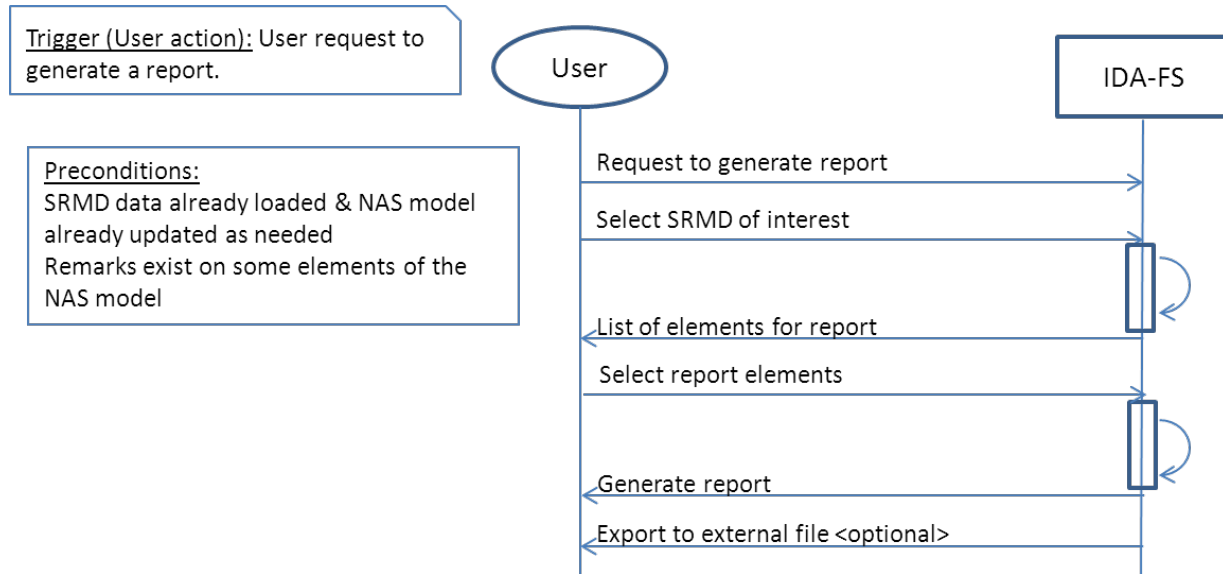 Trigger (User action): User request to
generate a report.
User
IDA-FS
Preconditions:
SRMD data already loaded & NAS model
already updated as needed
Remarks exist on some elements of the
NAS model
Request to generate report
Select SRMD of interest
List of elements for report
Select report elements
Generate report
Export to external file <optional>